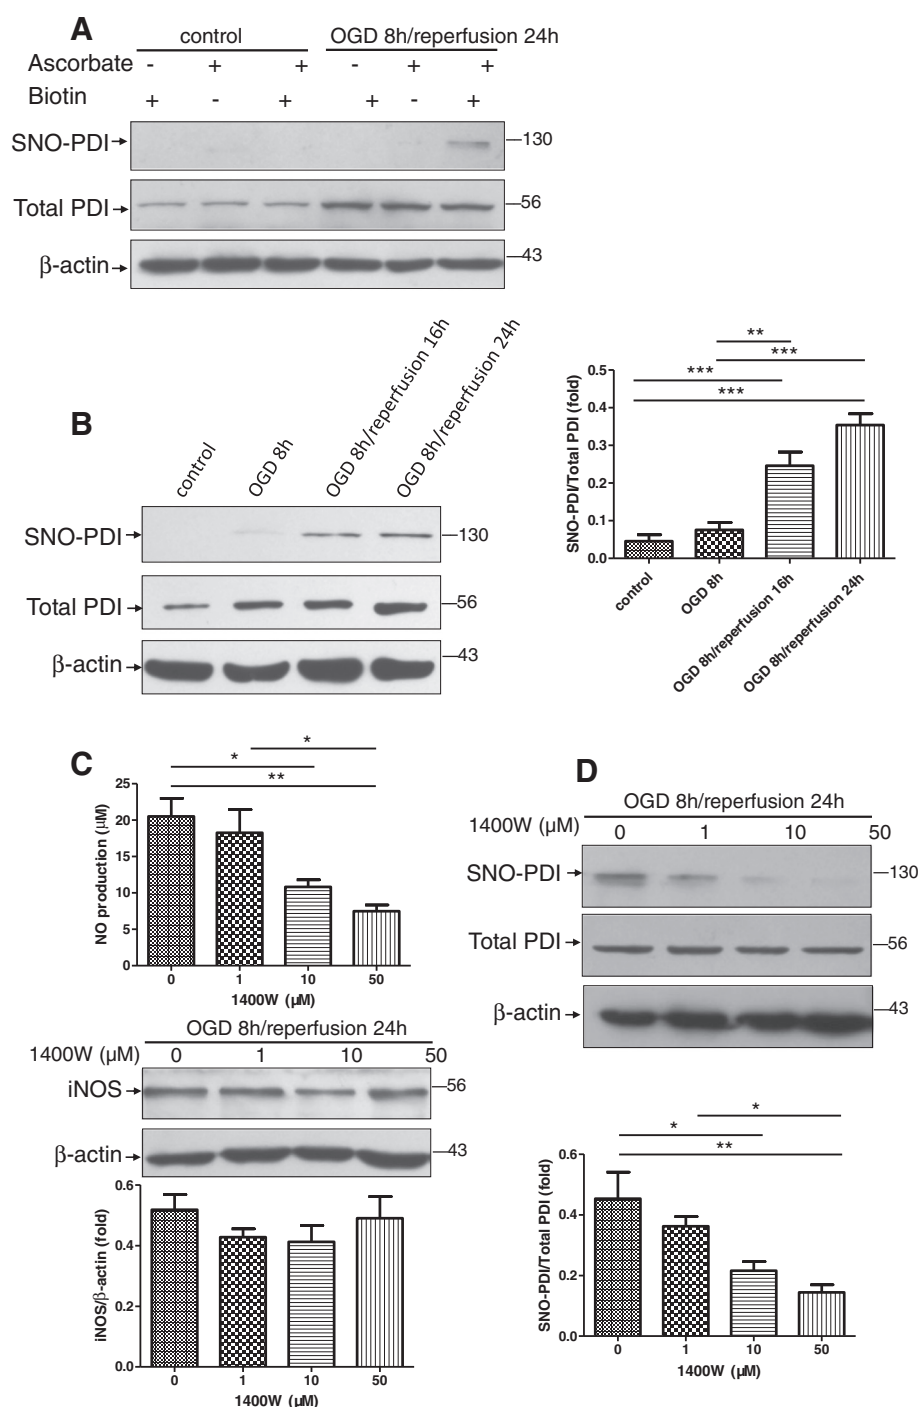 A
control OGD 8h/reperfusion 24h
Ascorbate - + + - + +
Biotin + - + + - +
SNO-PDI 130
Total PDI 56
β-actin 43
B
control OGD 8h OGD 8h/reperfusion 16h OGD 8h/reperfusion 24h
SNO-PDI 130
Total PDI 56
β-actin 43
**
***
***
***
SNO-PDI/Total PDI (fold)
0.5
0.4
0.3
0.2
0.1
0.0
control OGD 8h OGD 8h/reperfusion 16h OGD 8h/reperfusion 24h
C
*
*
**
NO production (μM)
25
20
15
10
5
0
0 1 10 50
1400W (μM)
OGD 8h/reperfusion 24h
1400W (μM) 0 1 10 50
iNOS 56
β-actin 43
iNOS/β-actin (fold)
0.6
0.4
0.2
0.0
0 1 10 50
1400W (μM)
D
OGD 8h/reperfusion 24h
1400W (μM) 0 1 10 50
SNO-PDI 130
Total PDI 56
β-actin 43
*
*
**
SNO-PDI/Total PDI (fold)
0.6
0.4
0.2
0.0
0 1 10 50
1400W (μM)